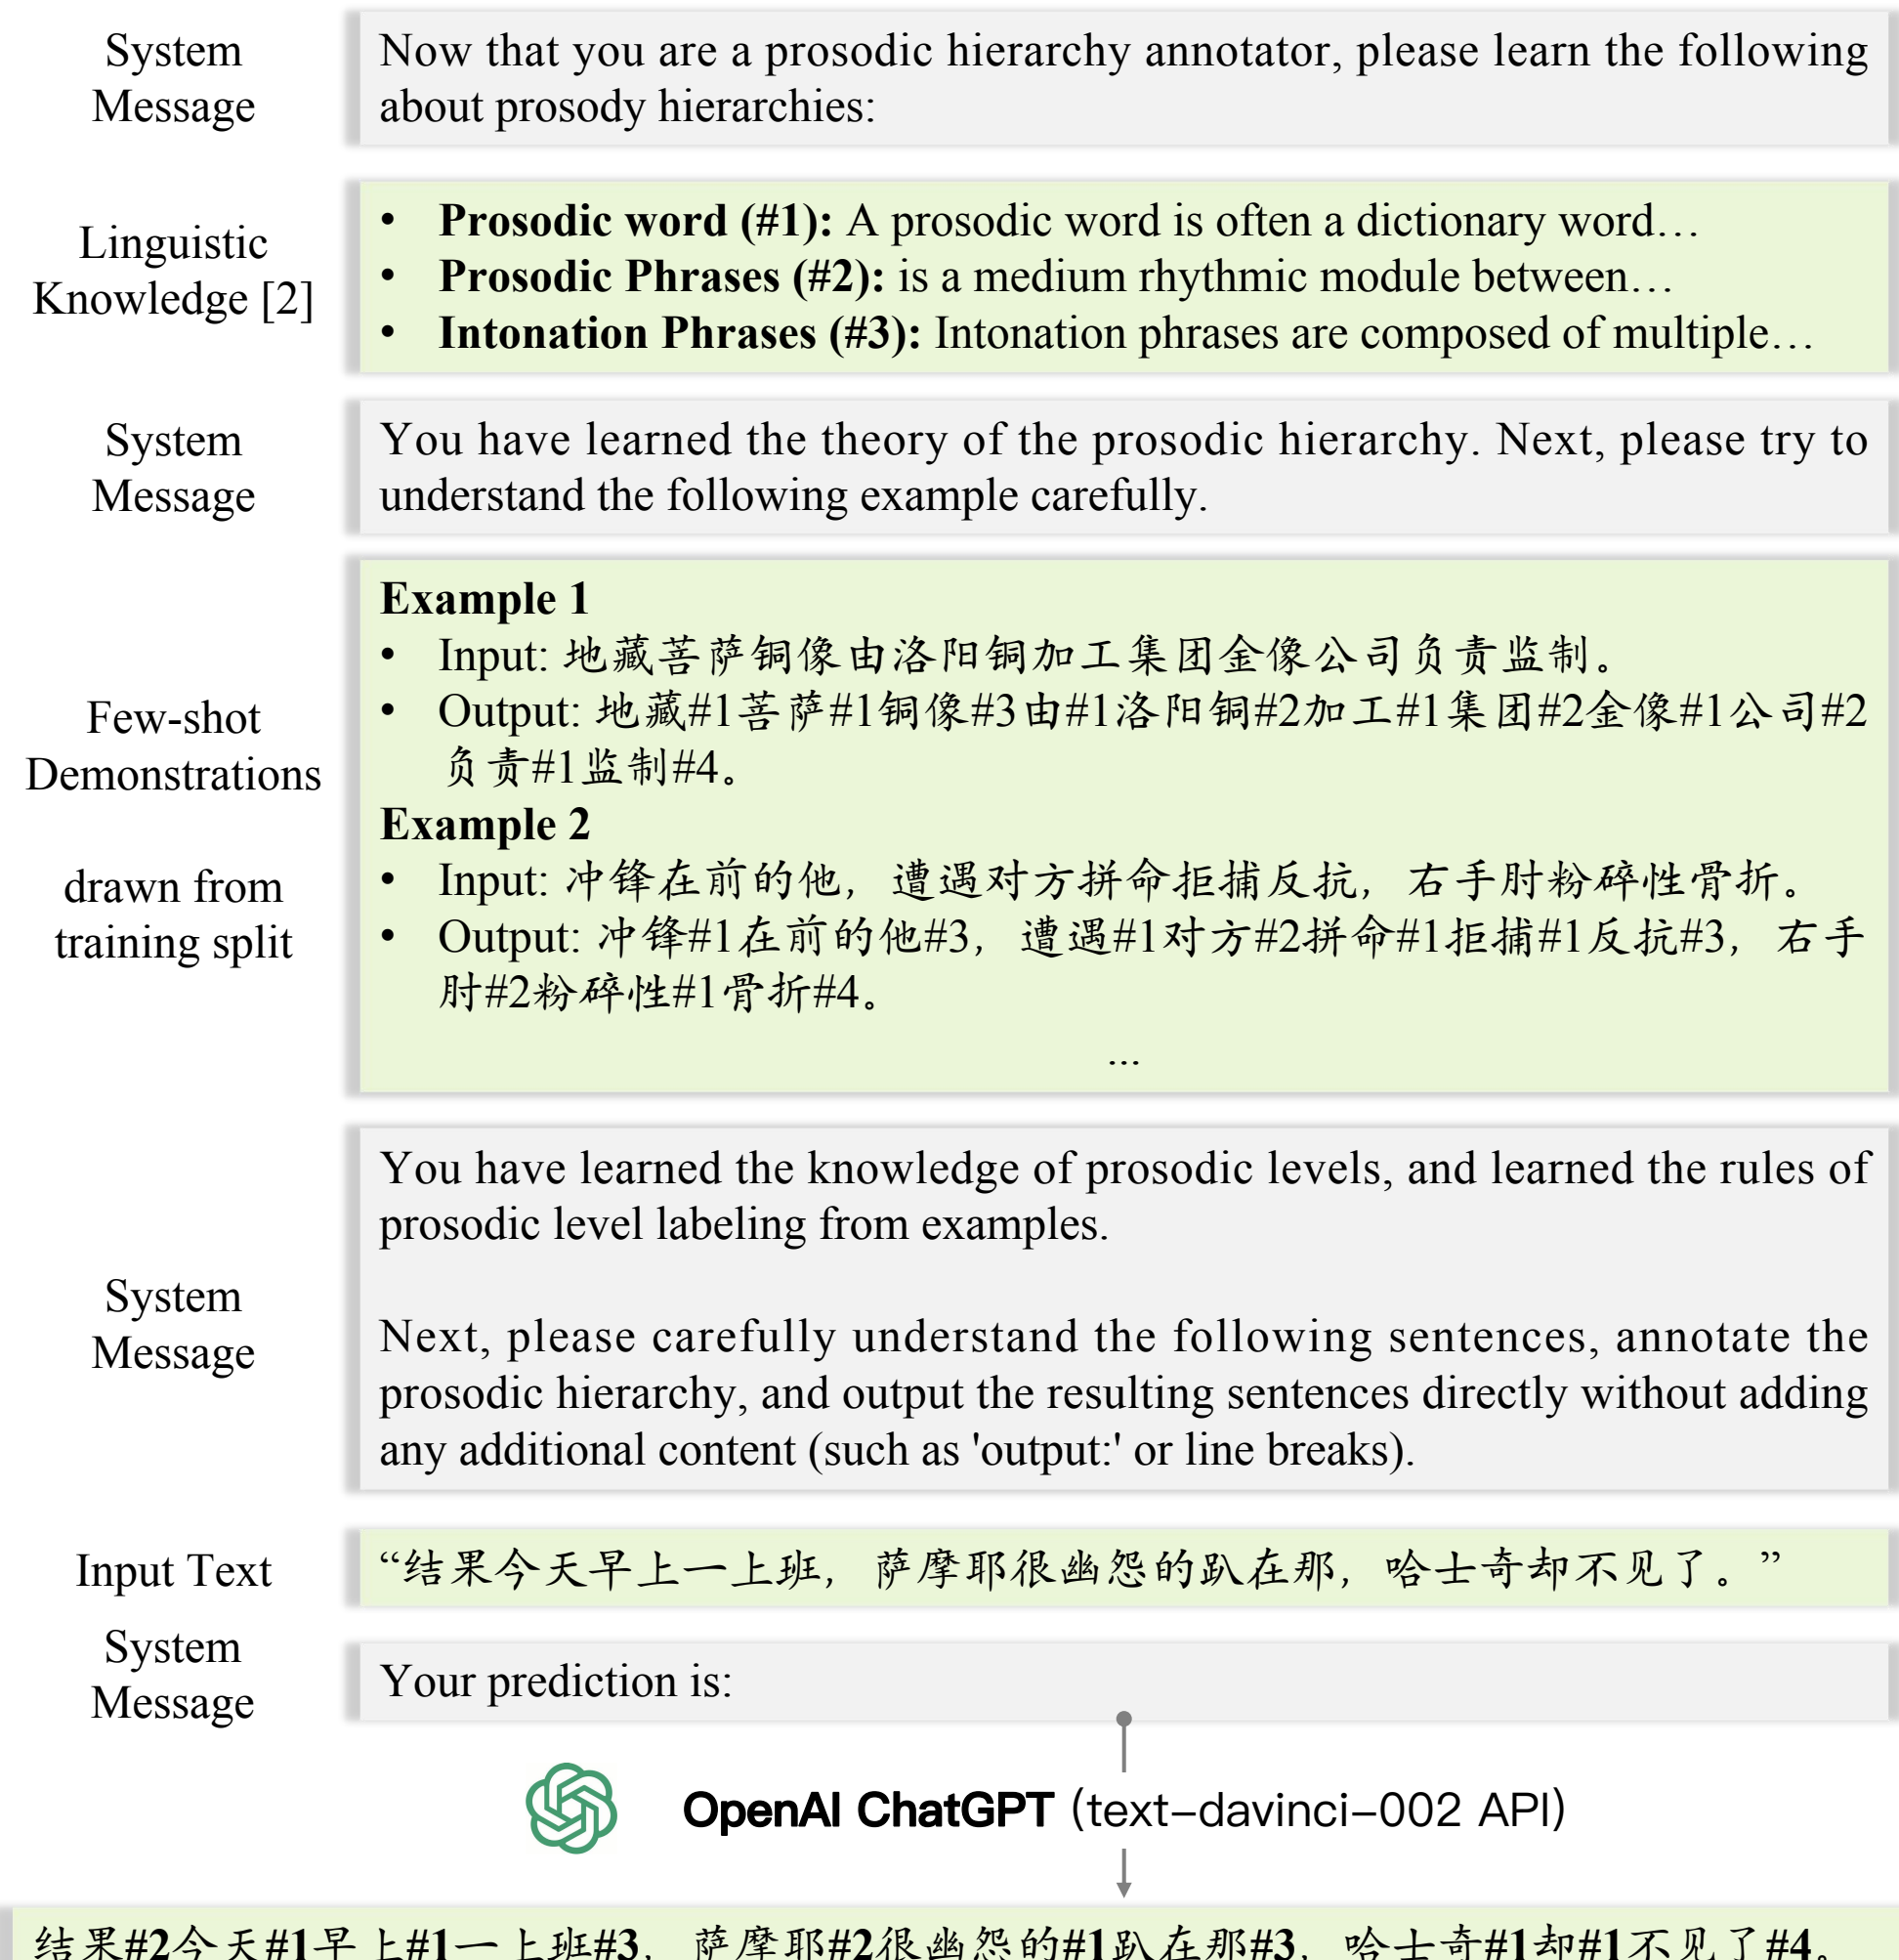 System
Message
Now that you are a prosodic hierarchy annotator, please learn the following
about prosody hierarchies:
Linguistic
Knowledge [2]
• Prosodic word (#1): A prosodic word is often a dictionary word…
• Prosodic Phrases (#2): is a medium rhythmic module between…
• Intonation Phrases (#3): Intonation phrases are composed of multiple…
System
Message
You have learned the theory of the prosodic hierarchy. Next, please try to
understand the following example carefully.
Few-shot
Demonstrations
drawn from
training split
Example 1
• Input: 地藏菩萨铜像由洛阳铜加工集团金像公司负责监制。
• Output: 地藏#1菩萨#1铜像#3由#1洛阳铜#2加工#1集团#2金像#1公司#2
负责#1监制#4。
Example 2
• Input: 冲锋在前的他，遭遇对方拼命拒捕反抗，右手肘粉碎性骨折。
• Output: 冲锋#1在前的他#3，遭遇#1对方#2拼命#1拒捕#1反抗#3，右手
肘#2粉碎性#1骨折#4。
...
System
Message
You have learned the knowledge of prosodic levels, and learned the rules of
prosodic level labeling from examples.
Next, please carefully understand the following sentences, annotate the
prosodic hierarchy, and output the resulting sentences directly without adding
any additional content (such as 'output:' or line breaks).
Input Text
“结果今天早上一上班，萨摩耶很幽怨的趴在那，哈士奇却不见了。”
System
Message
Your prediction is:
OpenAI ChatGPT (text-davinci-002 API)
结果#2今天#1早上#1一上班#3，萨摩耶#2很幽怨的#1趴在那#3，哈士奇#1却#1不见了#4。